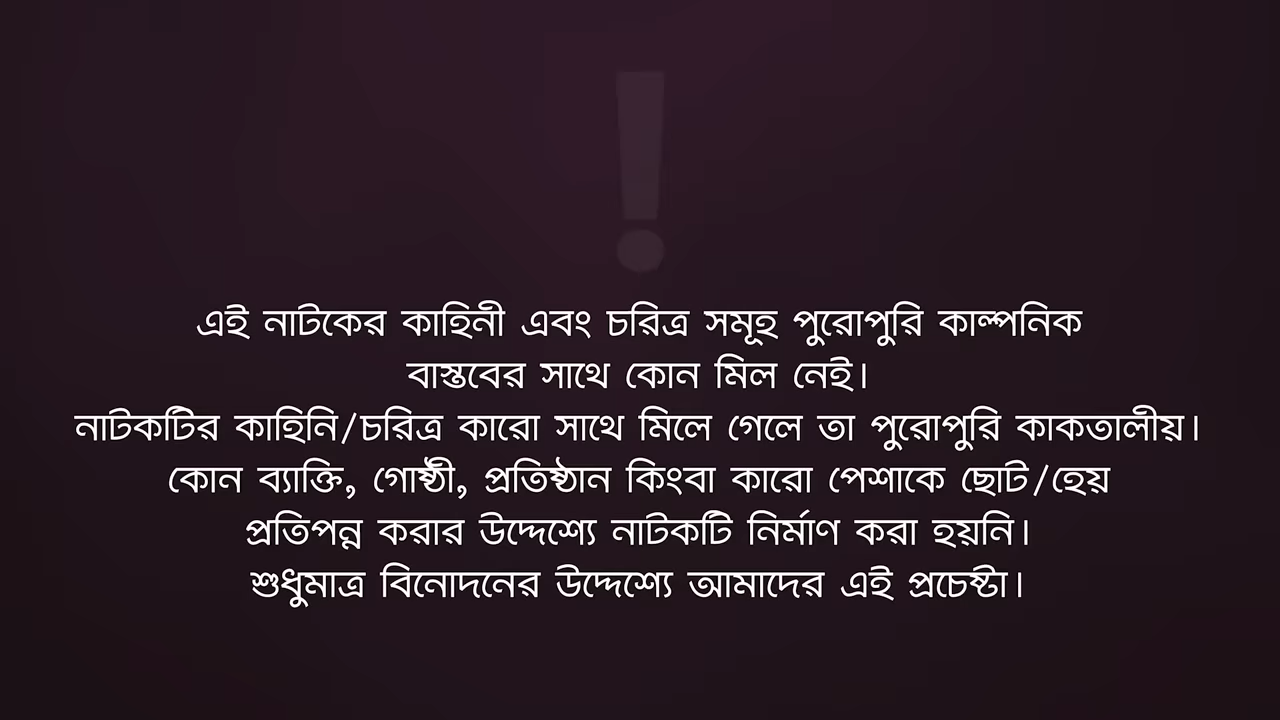 এই নাটকের কাহিনী এবং চরিত্র সমূহ পুরোপুরি কাল্পনিক
বাস্তবের সাথে কোন মিল নেই।
নাটকটির কাহিনি/চরিত্র কারো সাথে মিলে গেলে তা পুরোপুরি কাকতালীয়।
কোন ব্যাক্তি, গোষ্ঠী, প্রতিষ্ঠান কিংবা কারো পেশাকে ছোট/হেয়
প্রতিপন্ন করার উদ্দেশ্যে নাটকটি নির্মাণ করা হয়নি।
শুধুমাত্র বিনোদনের উদ্দেশ্যে আমাদের এই প্রচেষ্টা।